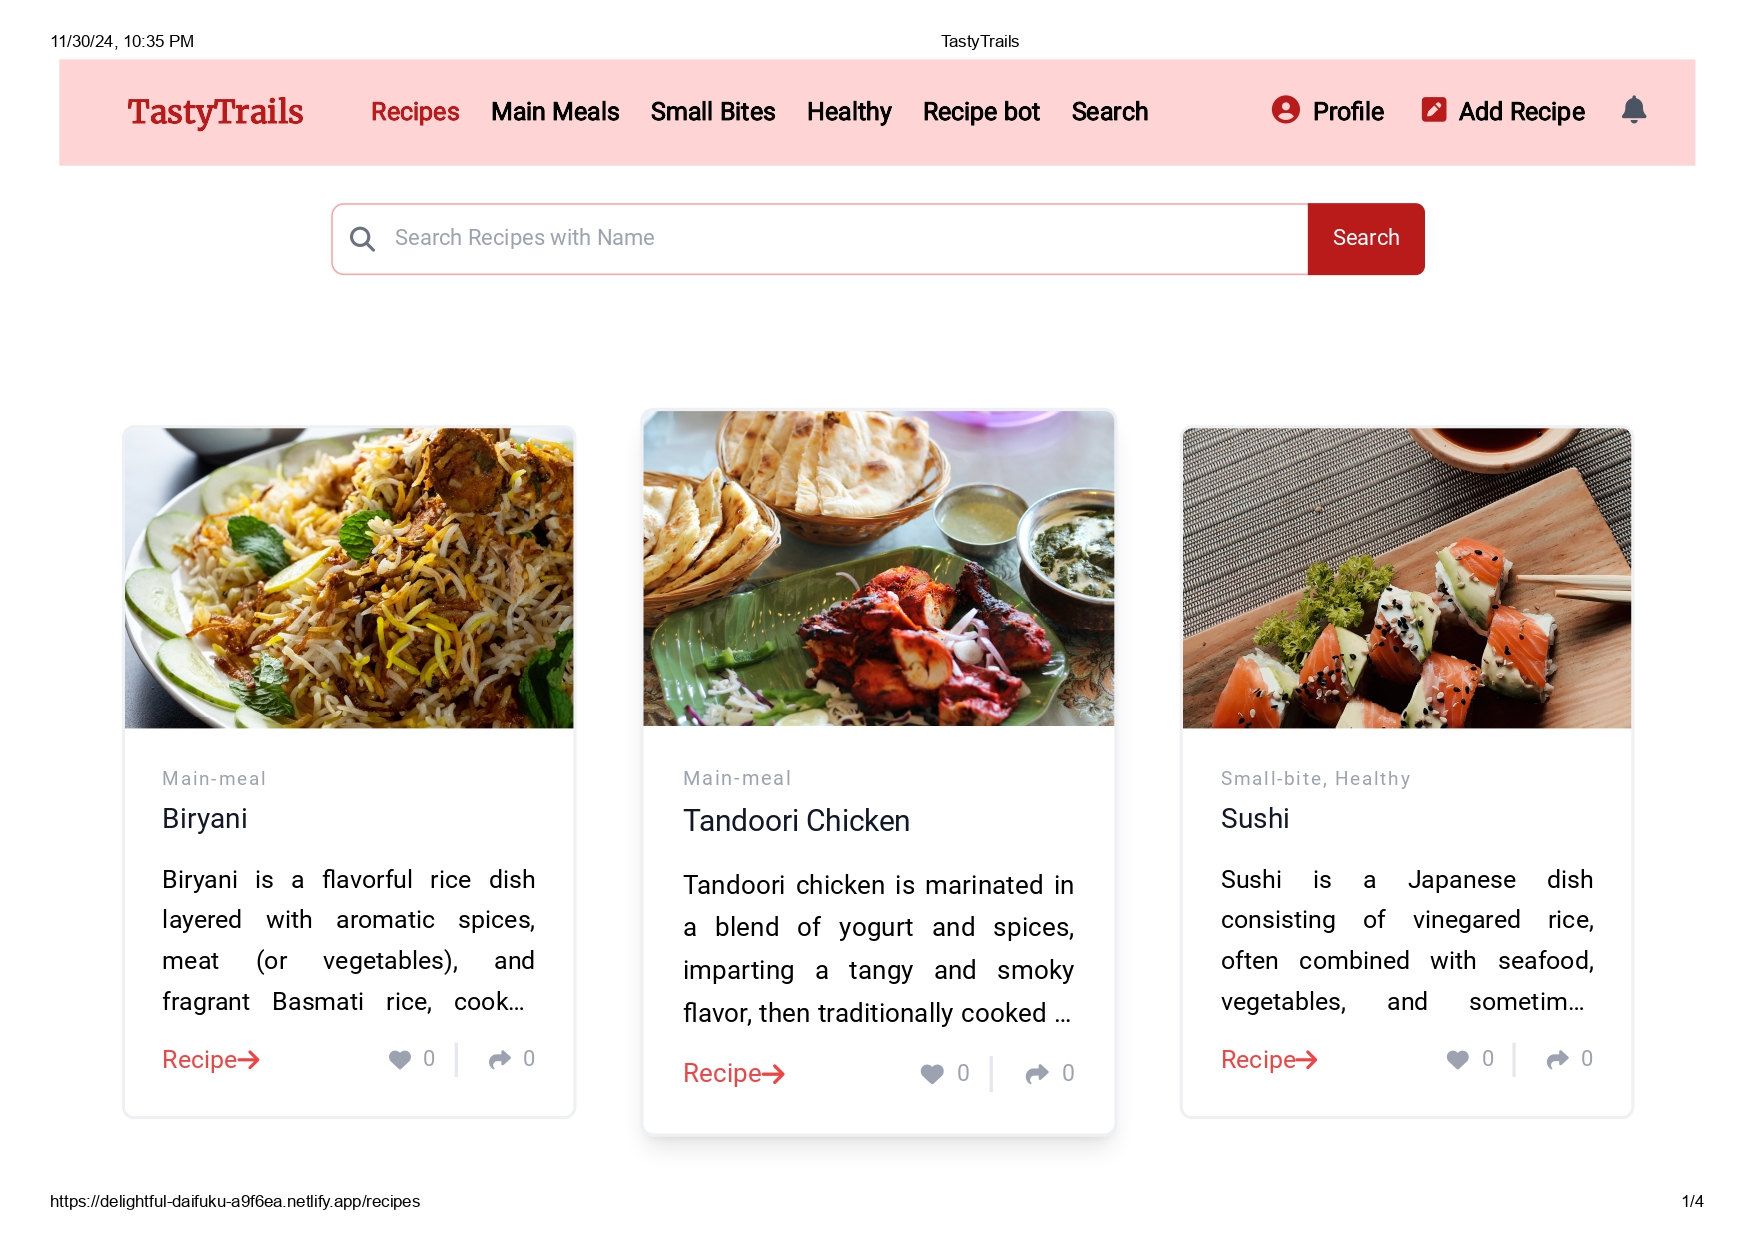 11/30/24, 10:35 PM
TastyTrails
TastyTrails
Recipes
Main Meals
Small Bites
Healthy
Recipe bot
Search
Profile
Add Recipe
Search Recipes with Name
Search
Main-meal
Biryani
Biryani is a flavorful rice dish
layered with aromatic spices,
meat (or vegetables), and
fragrant Basmati rice, cook...
Recipe
0
0
Main-meal
Tandoori Chicken
Tandoori chicken is marinated in
a blend of yogurt and spices,
imparting a tangy and smoky
flavor, then traditionally cooked ...
Recipe
0
0
Small-bite, Healthy
Sushi
Sushi is a Japanese dish
consisting of vinegared rice,
often combined with seafood,
vegetables, and sometim...
Recipe
0
0
https://delightful-daifuku-a9f6ea.netlify.app/recipes
1/4